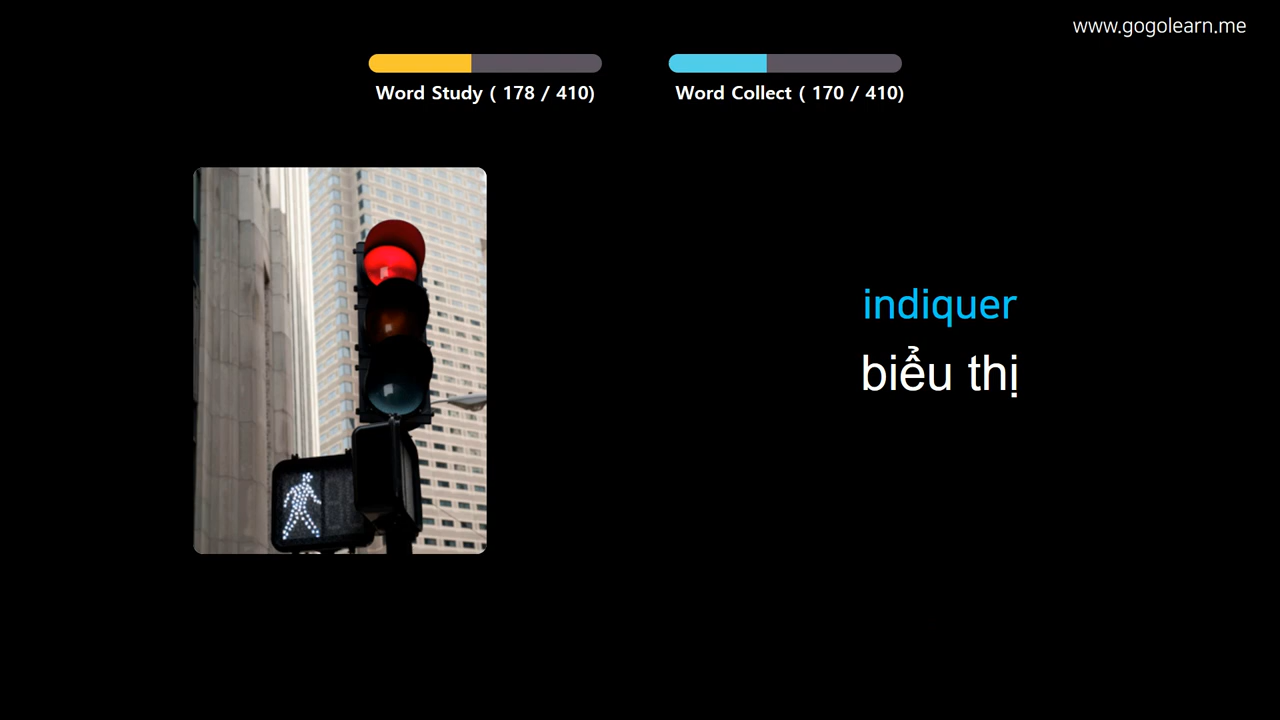 www.gogolearn.me
Word Study ( 178 / 410)
Word Collect ( 170 / 410)
indiquer
biểu thị